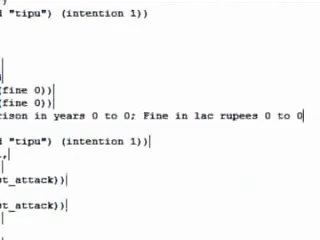 "tipu") (intention 1))
(fine 0))
(fine 0))
in years 0 to 0; Fine in lac rupees 0 to 0
"tipu") (intention 1))
t_attack))
t_attack))